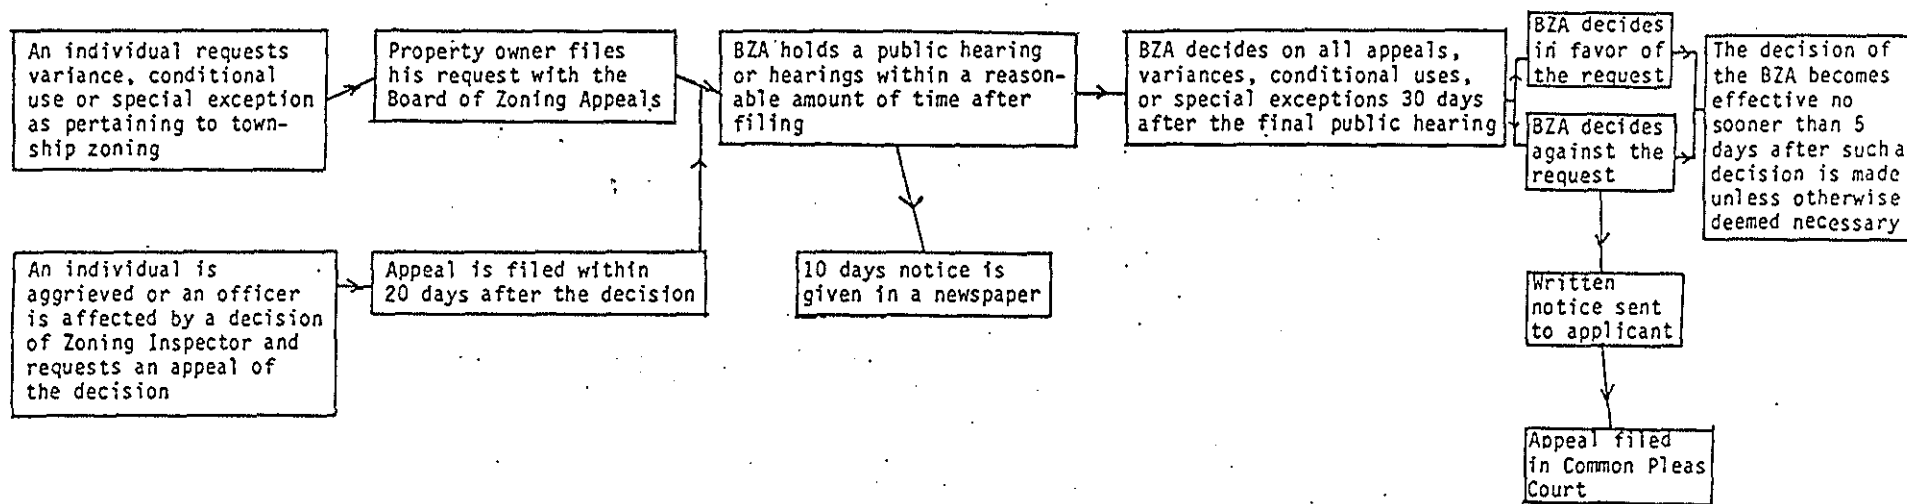 An individual requests
variance, conditional
use or special exception
as pertaining to town-
ship zoning
Property owner files
his request with the
Board of Zoning Appeals
BZA holds a public hearing
or hearings within a reason-
able amount of time after
filing
BZA decides on all appeals,
variances, conditional uses,
or special exceptions 30 days
after the final public hearing
BZA decides
in favor of
the request
BZA decides
against the
request
The decision of
the BZA becomes
effective no
sooner than 5
days after such a
decision is made
unless otherwise
deemed necessary
An individual is
aggrieved or an officer
is affected by a decision
of Zoning Inspector and
requests an appeal of
the decision
Appeal is filed within
20 days after the decision
10 days notice is
given in a newspaper
Written
notice sent
to applicant
Appeal filed
in Common Pleas
Court